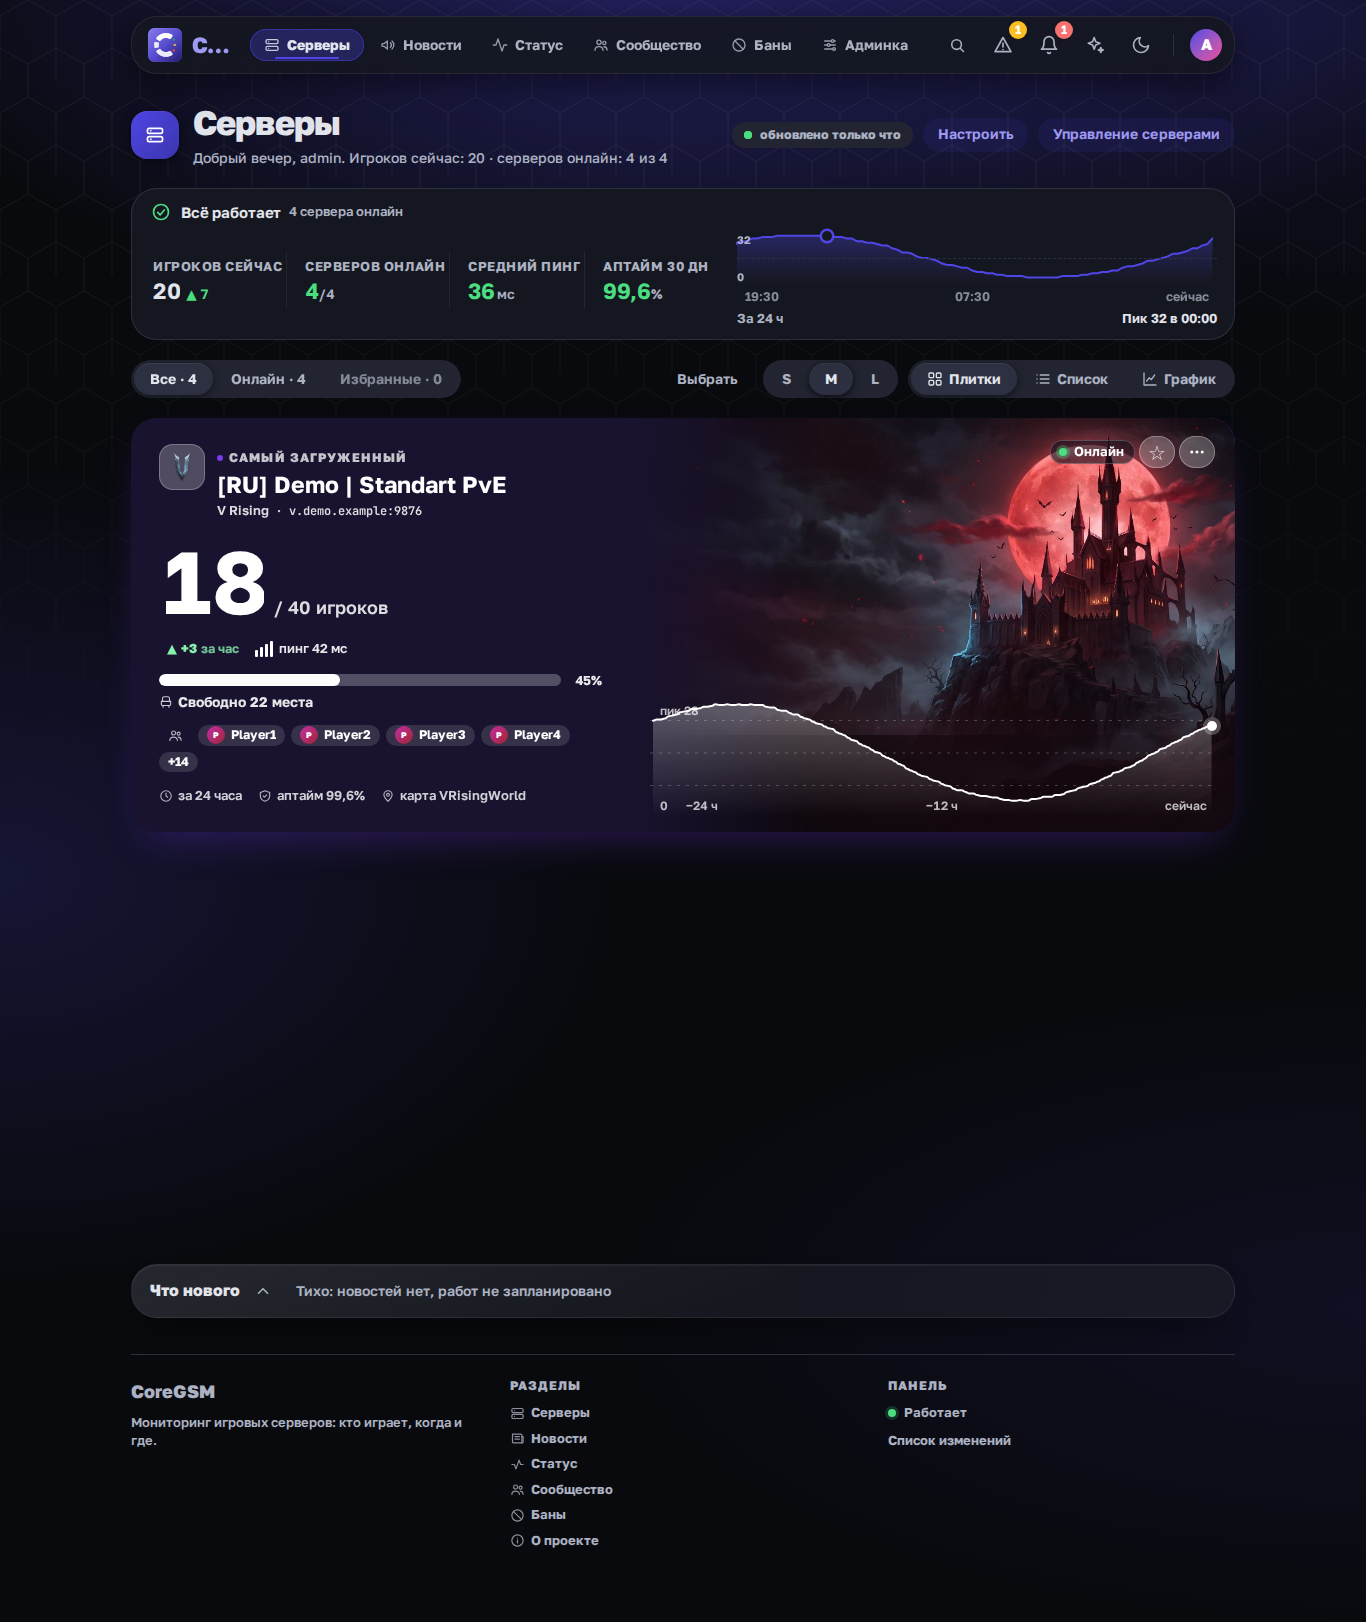 С...
Серверы
Новости
Статус
Сообщество
Баны
Админка
1
1
A
Серверы
Добрый вечер, admin. Игроков сейчас: 20 · серверов онлайн: 4 из 4
обновлено только что
Настроить
Управление серверами
Всё работает 4 сервера онлайн
ИГРОКОВ СЕЙЧАС
20 ▲ 7
СЕРВЕРОВ ОНЛАЙН
4/4
СРЕДНИЙ ПИНГ
36 мс
АПТАЙМ 30 ДН
99,6%
32
0
19:30 07:30 сейчас
За 24 ч Пик 32 в 00:00
Все · 4 Онлайн · 4 Избранные · 0
Выбрать
S M L
Плитки Список График
САМЫЙ ЗАГРУЖЕННЫЙ
[RU] Demo | Standart PvE
V Rising · v.demo.example:9876
Онлайн
18 / 40 игроков
▲ +3 за час пинг 42 мс
45%
Свободно 22 места
P Player1 P Player2 P Player3 P Player4
+14
за 24 часа аптайм 99,6% карта VRisingWorld
пик 28
0 −24 ч −12 ч сейчас
Что нового Тихо: новостей нет, работ не запланировано
CoreGSM
Мониторинг игровых серверов: кто играет, когда и
где.
РАЗДЕЛЫ
Серверы
Новости
Статус
Сообщество
Баны
О проекте
ПАНЕЛЬ
Работает
Список изменений